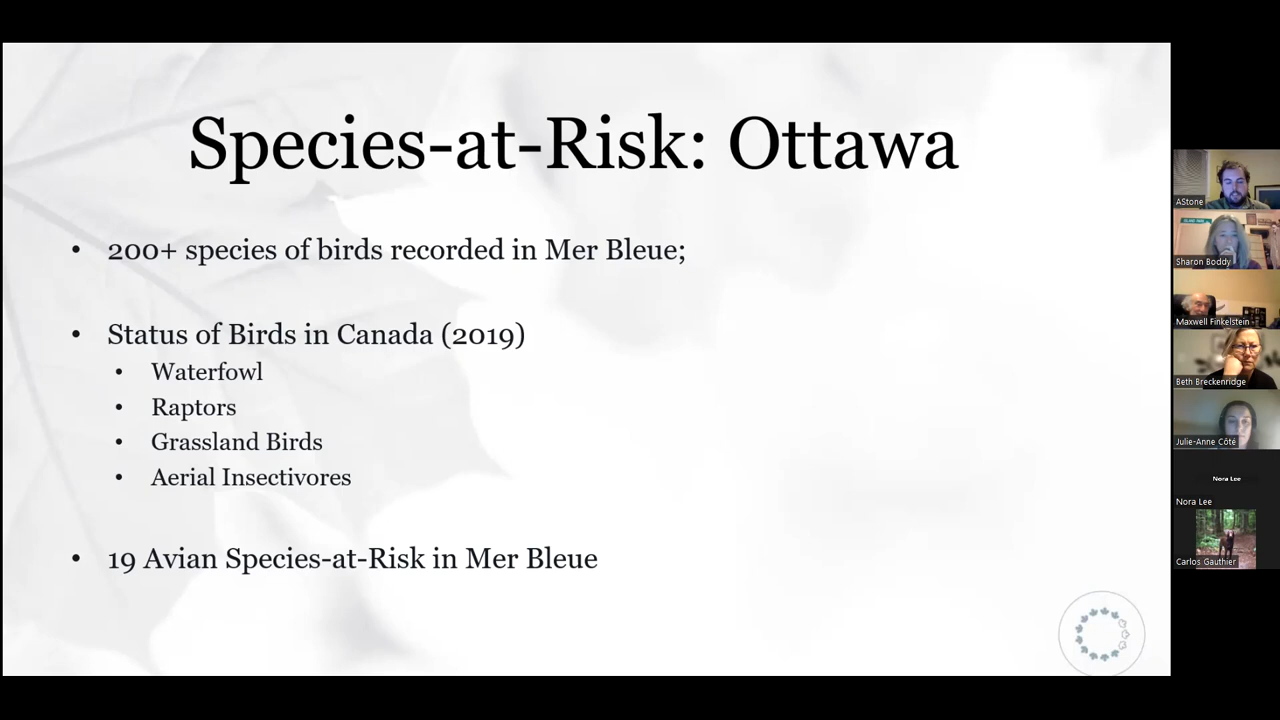 Species-at-Risk: Ottawa
• 200+ species of birds recorded in Mer Bleue;
• Status of Birds in Canada (2019)
• Waterfowl
• Raptors
• Grassland Birds
• Aerial Insectivores
• 19 Avian Species-at-Risk in Mer Bleue
AStone
Sharon Boddy
Maxwell Finkelstein
Beth Breckenridge
Julie-Anne Côté
Nora Lee
Nora Lee
Carlos Gauthier